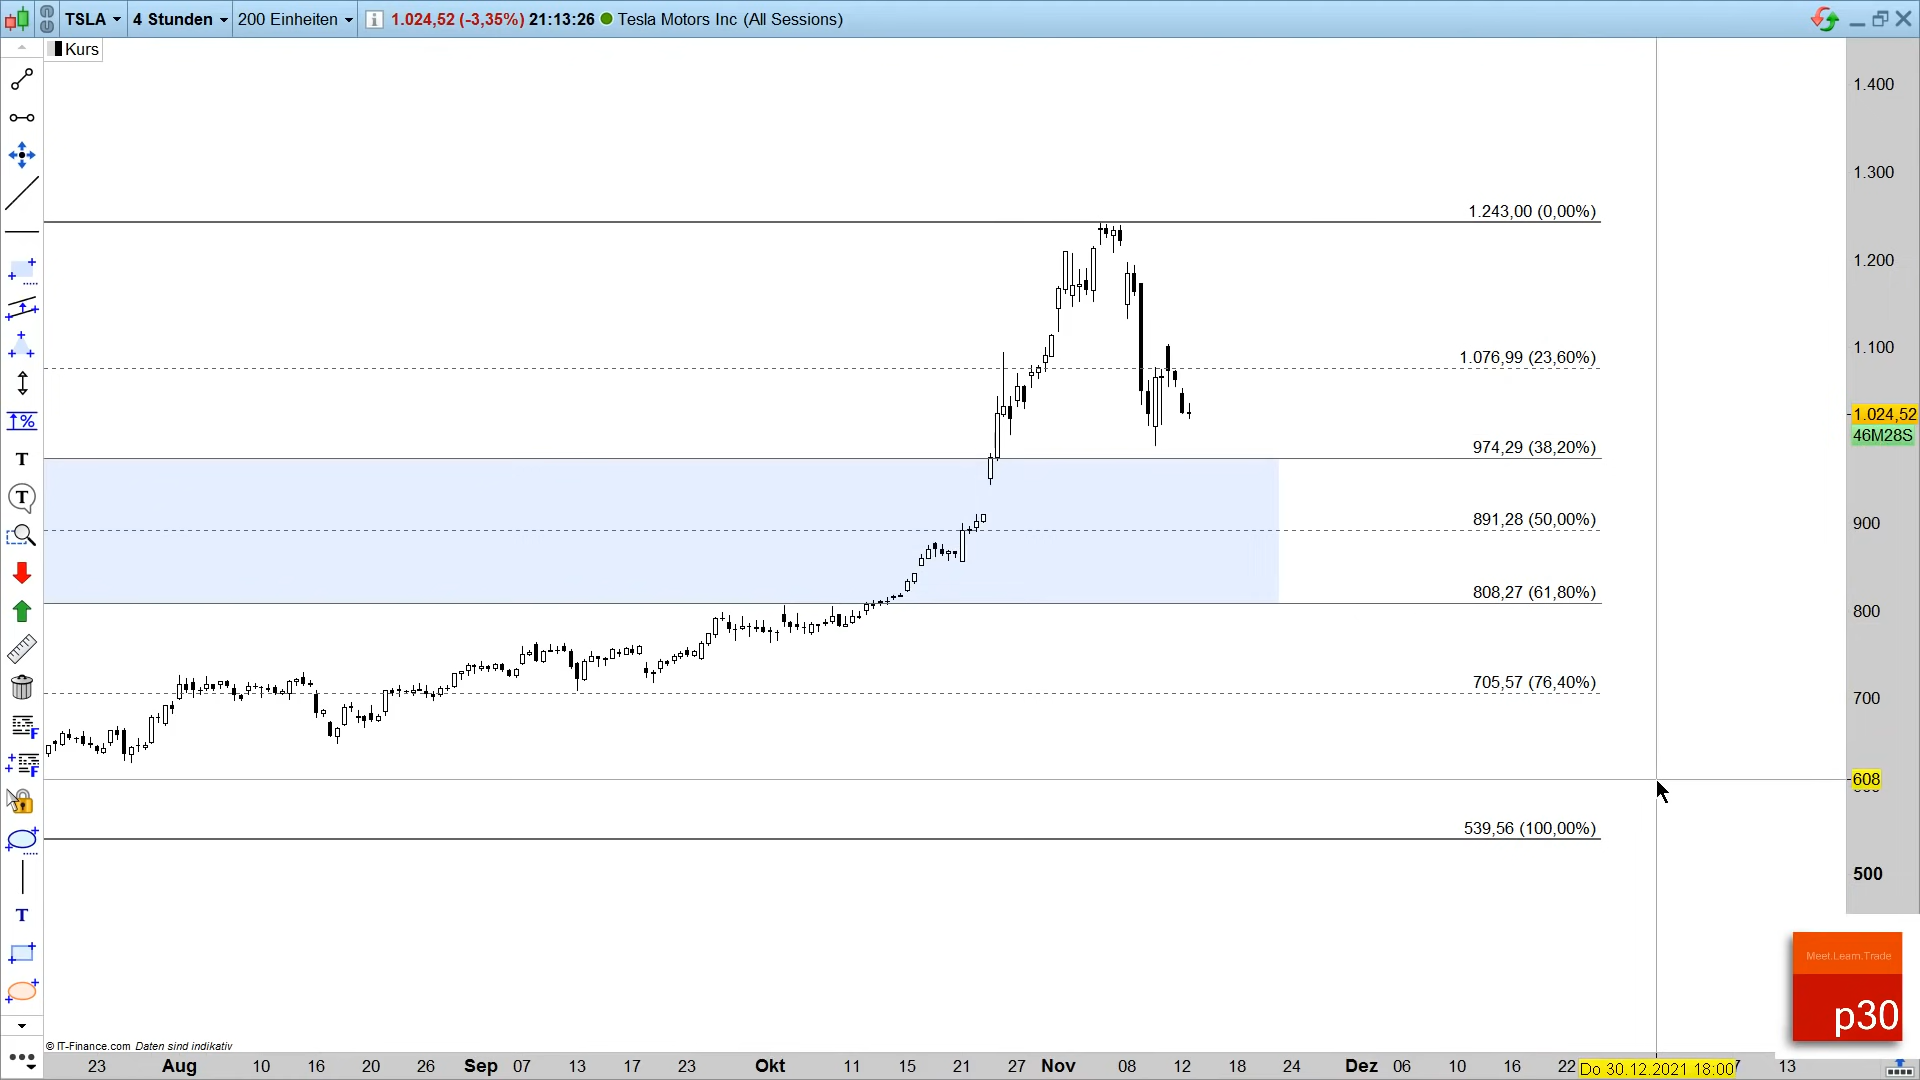 TSLA 4 Stunden 200 Einheiten 1.024,52 (-3,35%) 21:13:26 Tesla Motors Inc (All Sessions)
Kurs
1.400
1.300
1.243,00 (0,00%)
1.200
1.100
1.076,99 (23,60%)
1.024,52
46M28S
974,29 (38,20%)
900
891,28 (50,00%)
800
808,27 (61,80%)
700
705,57 (76,40%)
608
539,56 (100,00%)
500
Meet.Learn.Trade
p30
© IT-Finance.com Daten sind indikativ
23 Aug 10 16 20 26 Sep 07 13 17 23 Okt 11 15 21 27 Nov 08 12 18 24 Dez 06 10 16 22 Do 30.12.2021 18:00 7 13